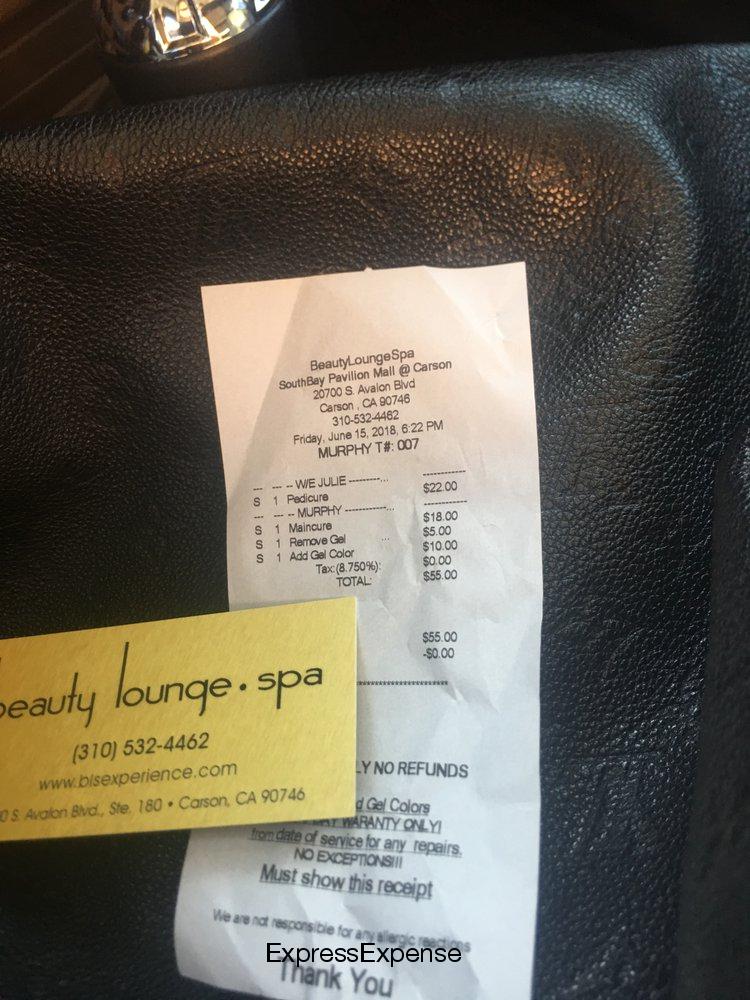 BeautyLoungeSpa
SouthBay Pavilion Mall @ Carson
20700 S. Avalon Blvd
Carson , CA 90746
310-532-4462
Friday, June 15, 2018, 6:22 PM
MURPHY T#: 007
--- --- -- W/E JULIE ---------... -----------
S 1 Pedicure $22.00
--- --- -- MURPHY ------------... -----------
S 1 Maincure $18.00
S 1 Remove Gel ... $5.00
S 1 Add Gel Color $10.00
Tax:(8.750%): $0.00
TOTAL: $55.00
$55.00
-$0.00
beauty lounge • spa
(310) 532-4462
www.blsexperience.com
0 S. Avalon Blvd., Ste. 180 • Carson, CA 90746
LY NO REFUNDS
d Gel Colors
DAY WARANTY ONLY!
from date of service for any repairs.
NO EXCEPTIONS!!!
Must show this receipt
We are not responsible for any allergic reactions
ExpressExpense
Thank You